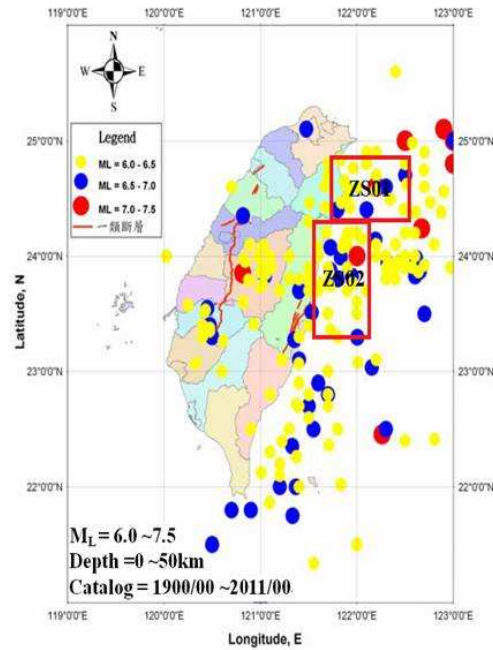 119°0'0"E 120°0'0"E 121°0'0"E 122°0'0"E 123°0'0"E
N
W E
S
Legend
ML = 6.0 - 6.5
ML = 6.5 - 7.0
ML = 7.0 - 7.5
一類斷層
25°0'0"N 25°0'0"N
24°0'0"N 24°0'0"N
23°0'0"N 23°0'0"N
22°0'0"N 22°0'0"N
ZS01
ZS02
Latitude, N
M_L = 6.0 ~7.5
Depth =0 ~50km
Catalog = 1900/00 ~2011/00
119°0'0"E 120°0'0"E 121°0'0"E 122°0'0"E 123°0'0"E
Longitude, E